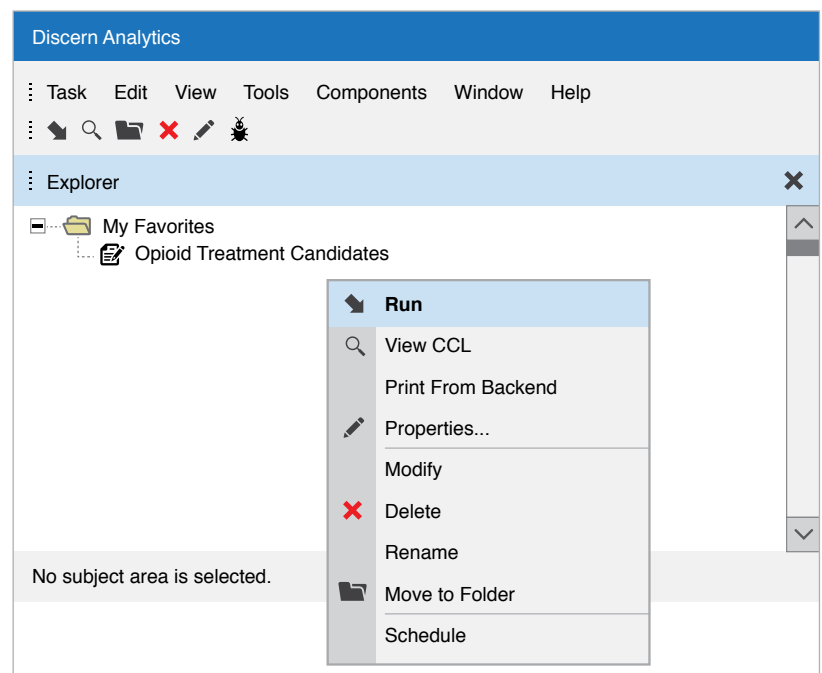 Discern Analytics
Task Edit View Tools Components Window Help
Explorer
My Favorites
Opioid Treatment Candidates
Run
View CCL
Print From Backend
Properties...
Modify
Delete
Rename
Move to Folder
Schedule
No subject area is selected.